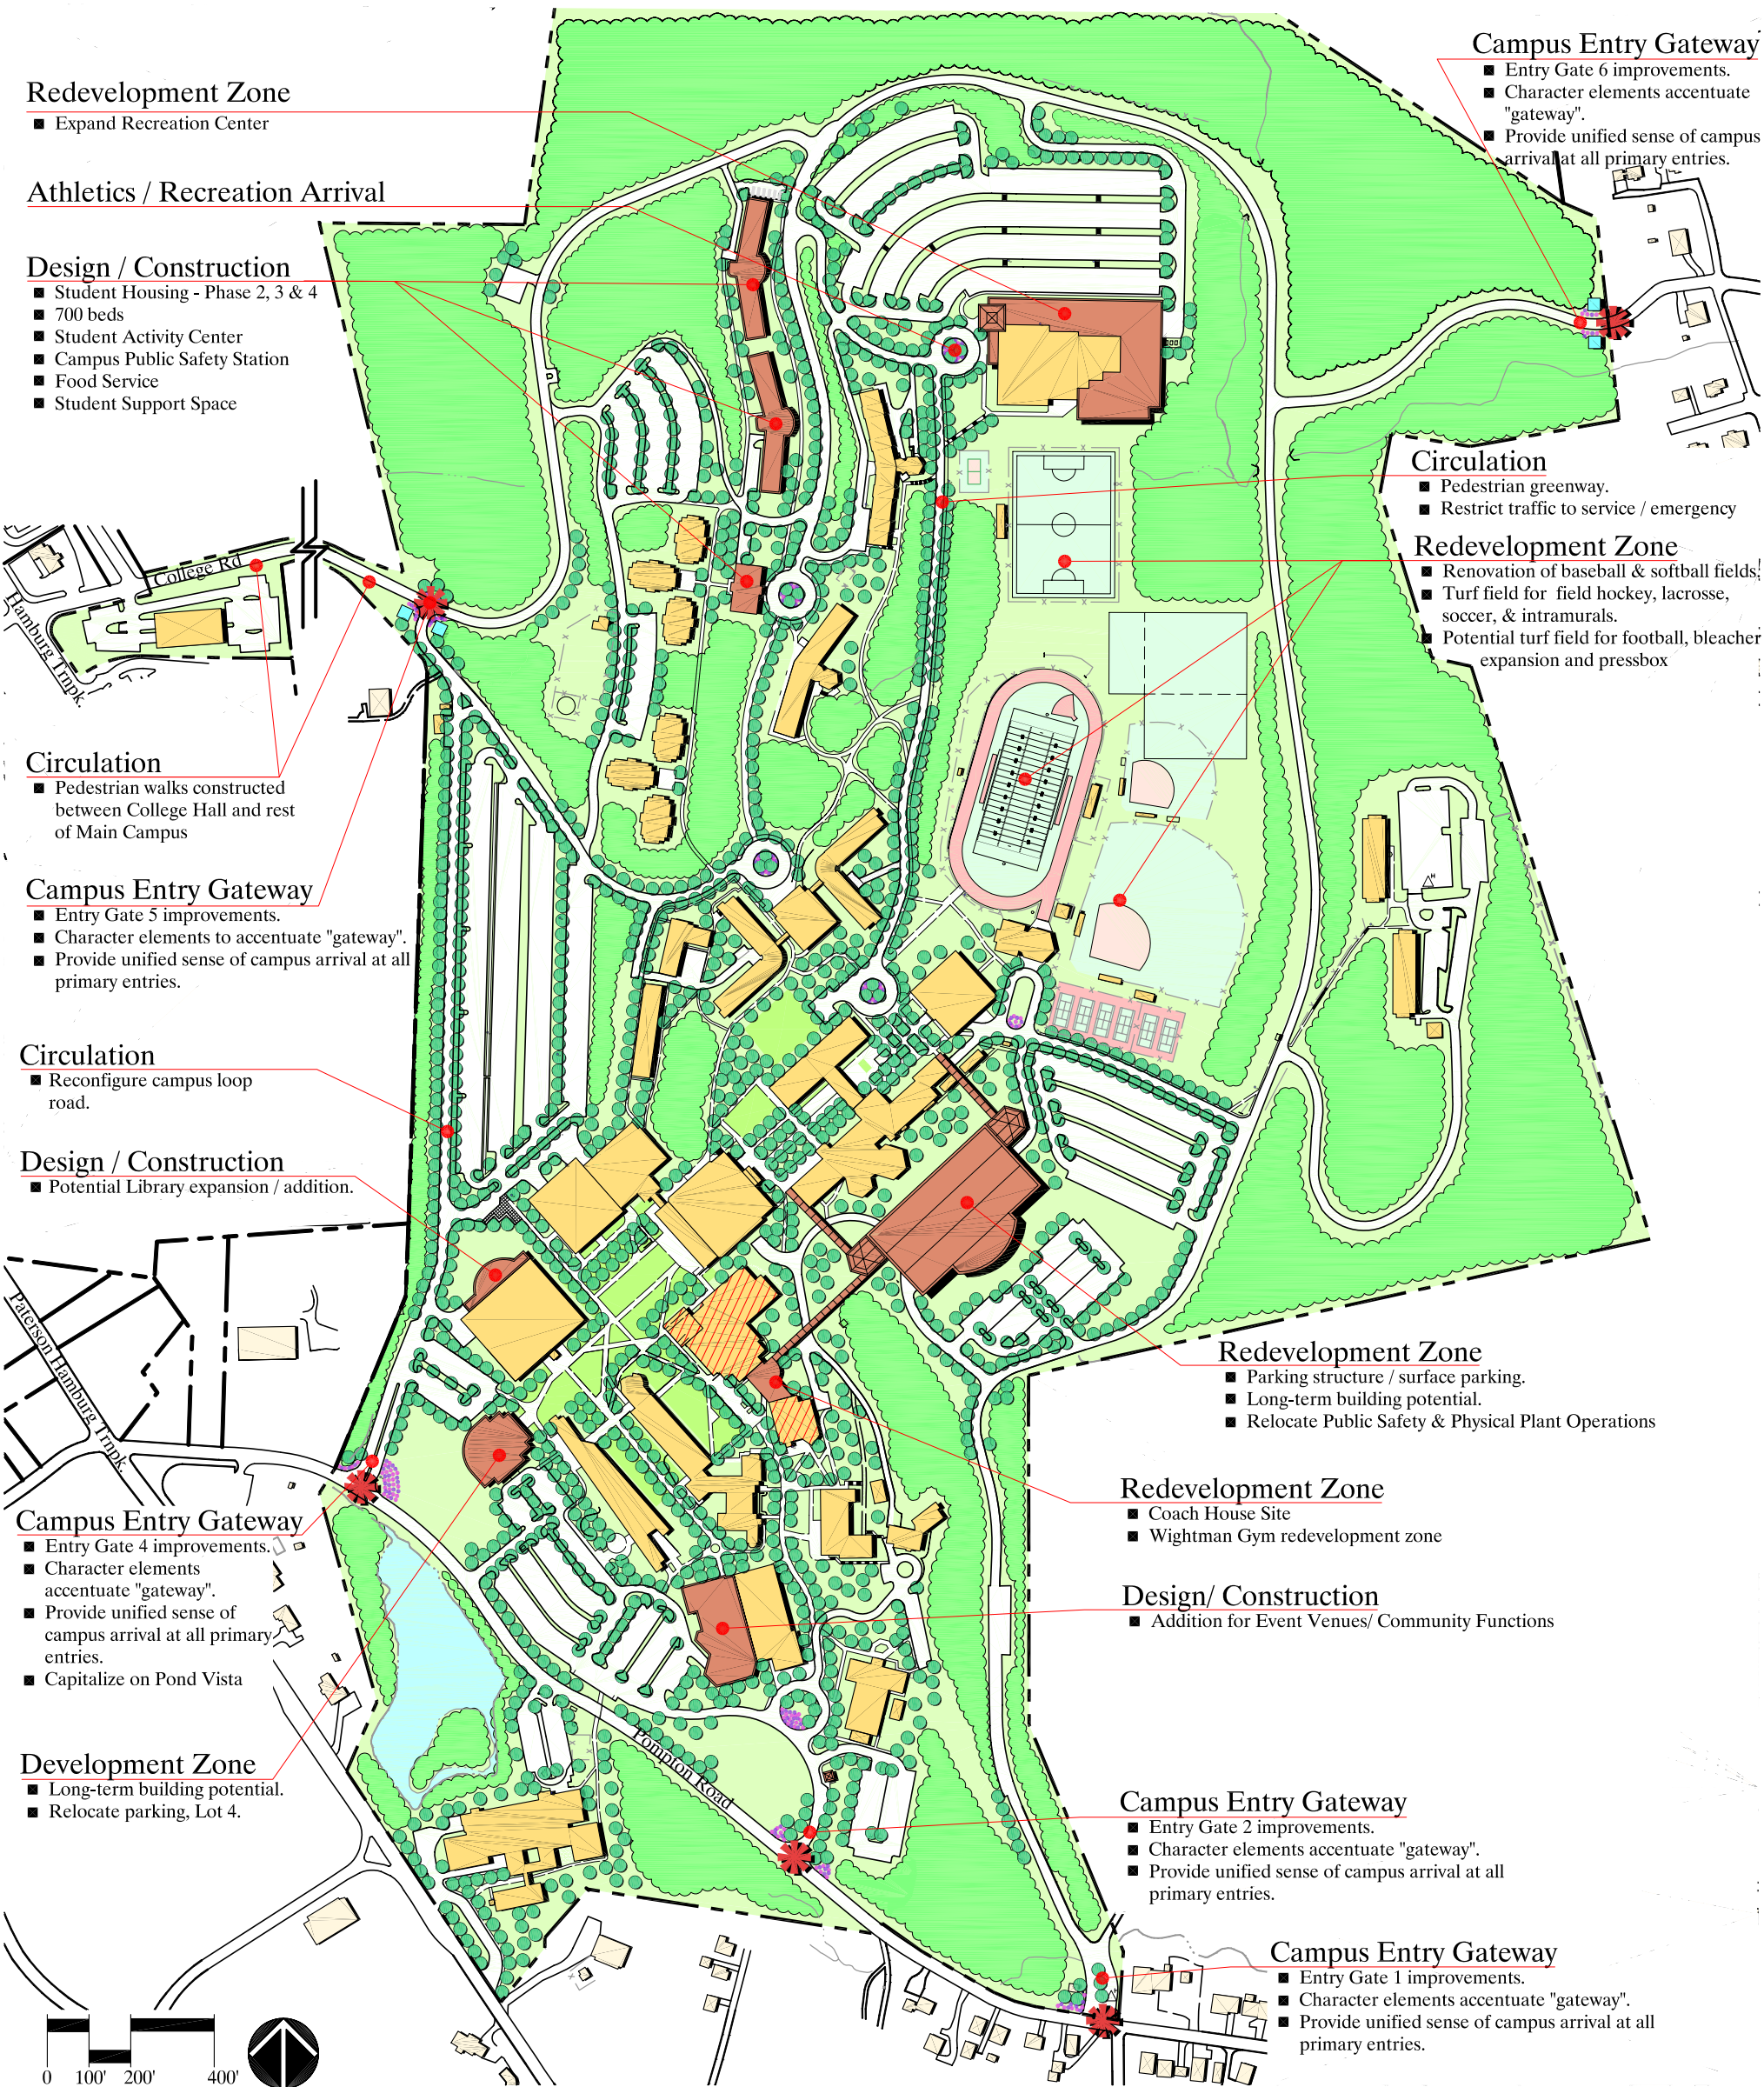 Redevelopment Zone
Expand Recreation Center
Athletics / Recreation Arrival
Design / Construction
Student Housing - Phase 2, 3 & 4
700 beds
Student Activity Center
Campus Public Safety Station
Food Service
Student Support Space
College Rd
Hamburg Trnpk.
Circulation
Pedestrian walks constructed
between College Hall and rest
of Main Campus
Campus Entry Gateway
Entry Gate 5 improvements.
Character elements to accentuate "gateway".
Provide unified sense of campus arrival at all
primary entries.
Circulation
Reconfigure campus loop
road.
Design / Construction
Potential Library expansion / addition.
Paterson Hamburg Trnpk.
Campus Entry Gateway
Entry Gate 4 improvements.
Character elements
accentuate "gateway".
Provide unified sense of
campus arrival at all primary
entries.
Capitalize on Pond Vista
Development Zone
Long-term building potential.
Relocate parking, Lot 4.
Pompton Road
0 100' 200' 400'
Campus Entry Gateway
Entry Gate 6 improvements.
Character elements accentuate
"gateway".
Provide unified sense of campus
arrival at all primary entries.
Circulation
Pedestrian greenway.
Restrict traffic to service / emergency
Redevelopment Zone
Renovation of baseball & softball fields.
Turf field for field hockey, lacrosse,
soccer, & intramurals.
Potential turf field for football, bleacher
expansion and pressbox
H
Redevelopment Zone
Parking structure / surface parking.
Long-term building potential.
Relocate Public Safety & Physical Plant Operations
Redevelopment Zone
Coach House Site
Wightman Gym redevelopment zone
Design/ Construction
Addition for Event Venues/ Community Functions
Campus Entry Gateway
Entry Gate 2 improvements.
Character elements accentuate "gateway".
Provide unified sense of campus arrival at all
primary entries.
Campus Entry Gateway
Entry Gate 1 improvements.
Character elements accentuate "gateway".
Provide unified sense of campus arrival at all
primary entries.